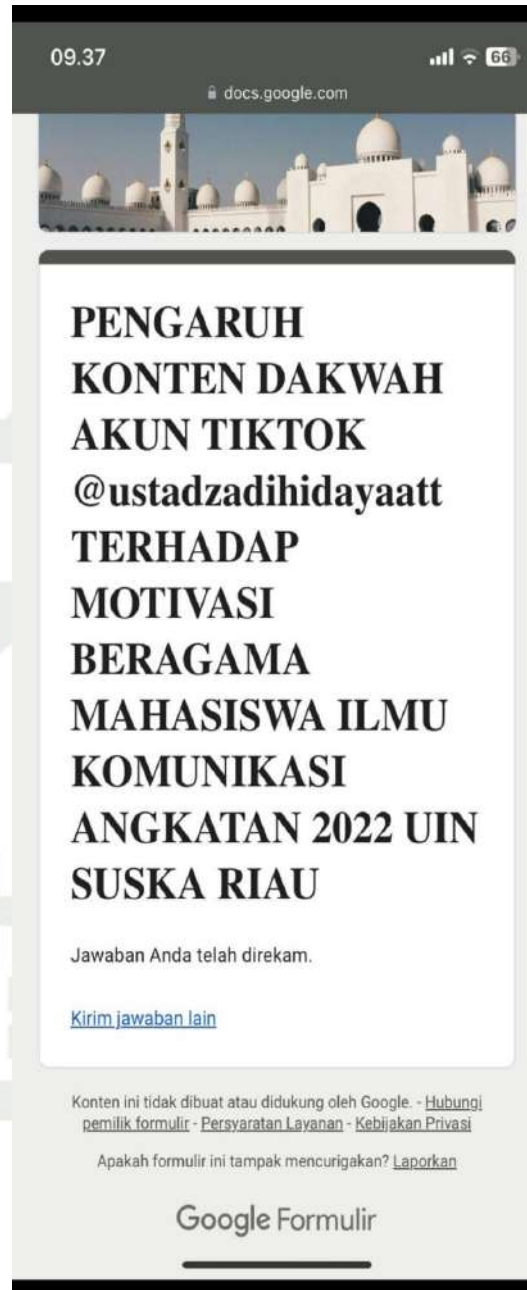 09.37
66
docs.google.com
PENGARUH
KONTEN DAKWAH
AKUN TIKTOK
@ustadzadihidayaatt
TERHADAP
MOTIVASI
BERAGAMA
MAHASISWA ILMU
KOMUNIKASI
ANGKATAN 2022 UIN
SUSKA RIAU
Jawaban Anda telah direkam.
Kirim jawaban lain
Konten ini tidak dibuat atau didukung oleh Google. - Hubungi
pemilik formulir - Persyaratan Layanan - Kebijakan Privasi
Apakah formulir ini tampak mencurigakan? Laporkan
Google Formulir